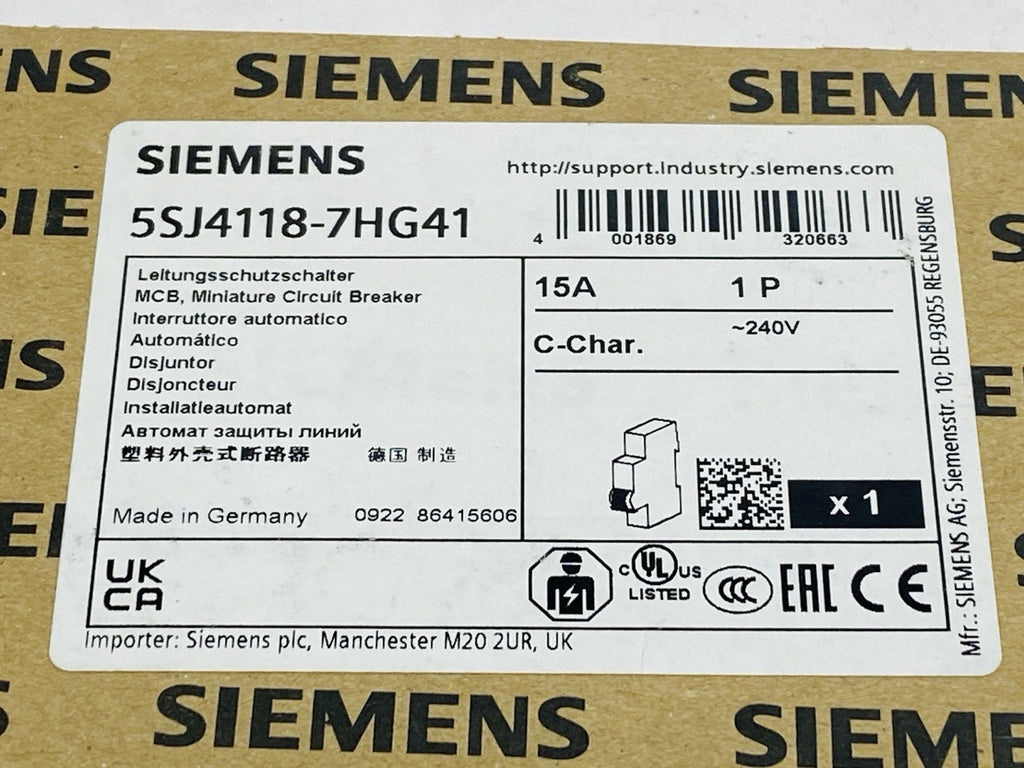 SIEMENS
SIEMENS
SIEMENS
http://support.industry.siemens.com
5SJ4118-7HG41
4 001869 320663
Leitungsschutzschalter
MCB, Miniature Circuit Breaker
Interruttore automatico
Automático
Disjuntor
Disjoncteur
Installatieautomat
Автомат защиты линий
塑料外壳式断路器 德国 制造
Made in Germany 0922 86415606
15A 1 P
~240V
C-Char.
x 1
UK
CA
C UL US
LISTED
CCC
EAC
CE
Importer: Siemens plc, Manchester M20 2UR, UK
Mfr.: SIEMENS AG; Siemensstr. 10; DE-93055 REGENSBURG
SIEMENS
SIEMENS